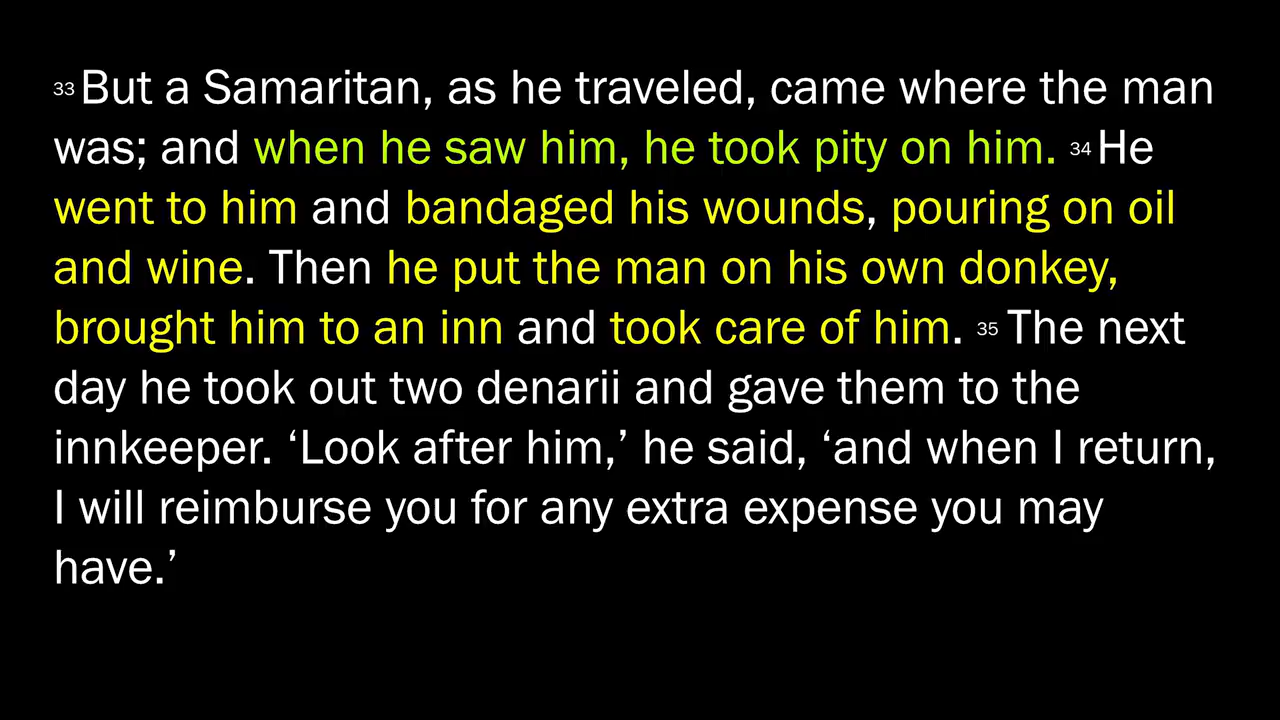 33 But a Samaritan, as he traveled, came where the man
was; and when he saw him, he took pity on him. 34 He
went to him and bandaged his wounds, pouring on oil
and wine. Then he put the man on his own donkey,
brought him to an inn and took care of him. 35 The next
day he took out two denarii and gave them to the
innkeeper. ‘Look after him,’ he said, ‘and when I return,
I will reimburse you for any extra expense you may
have.’